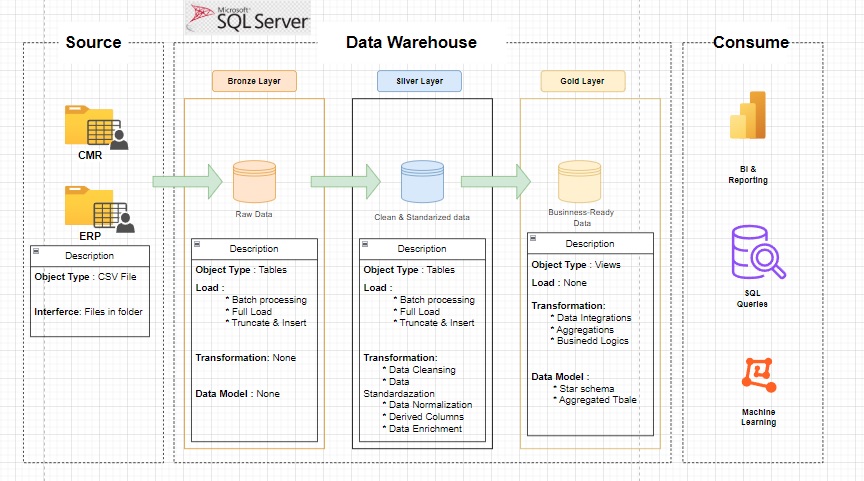 Microsoft®
SQL Server
Source
Data Warehouse
Consume
Bronze Layer
Silver Layer
Gold Layer
CMR
ERP
Description
Object Type : CSV File
Interferce: Files in folder
Raw Data
Description
Object Type : Tables
Load :
* Batch processing
* Full Load
* Truncate & Insert
Transformation: None
Data Model : None
Clean & Standarized data
Description
Object Type : Tables
Load :
* Batch processing
* Full Load
* Truncate & Insert
Transformation:
* Data Cleansing
* Data
Standardazation
* Data Normalization
* Derived Columns
* Data Enrichment
Businness-Ready
Data
Description
Object Type : Views
Load : None
Transformation:
* Data Integrations
* Aggregations
* Businedd Logics
Data Model :
* Star schema
* Aggregated Tbale
BI &
Reporting
SQL
Queries
Machine
Learning